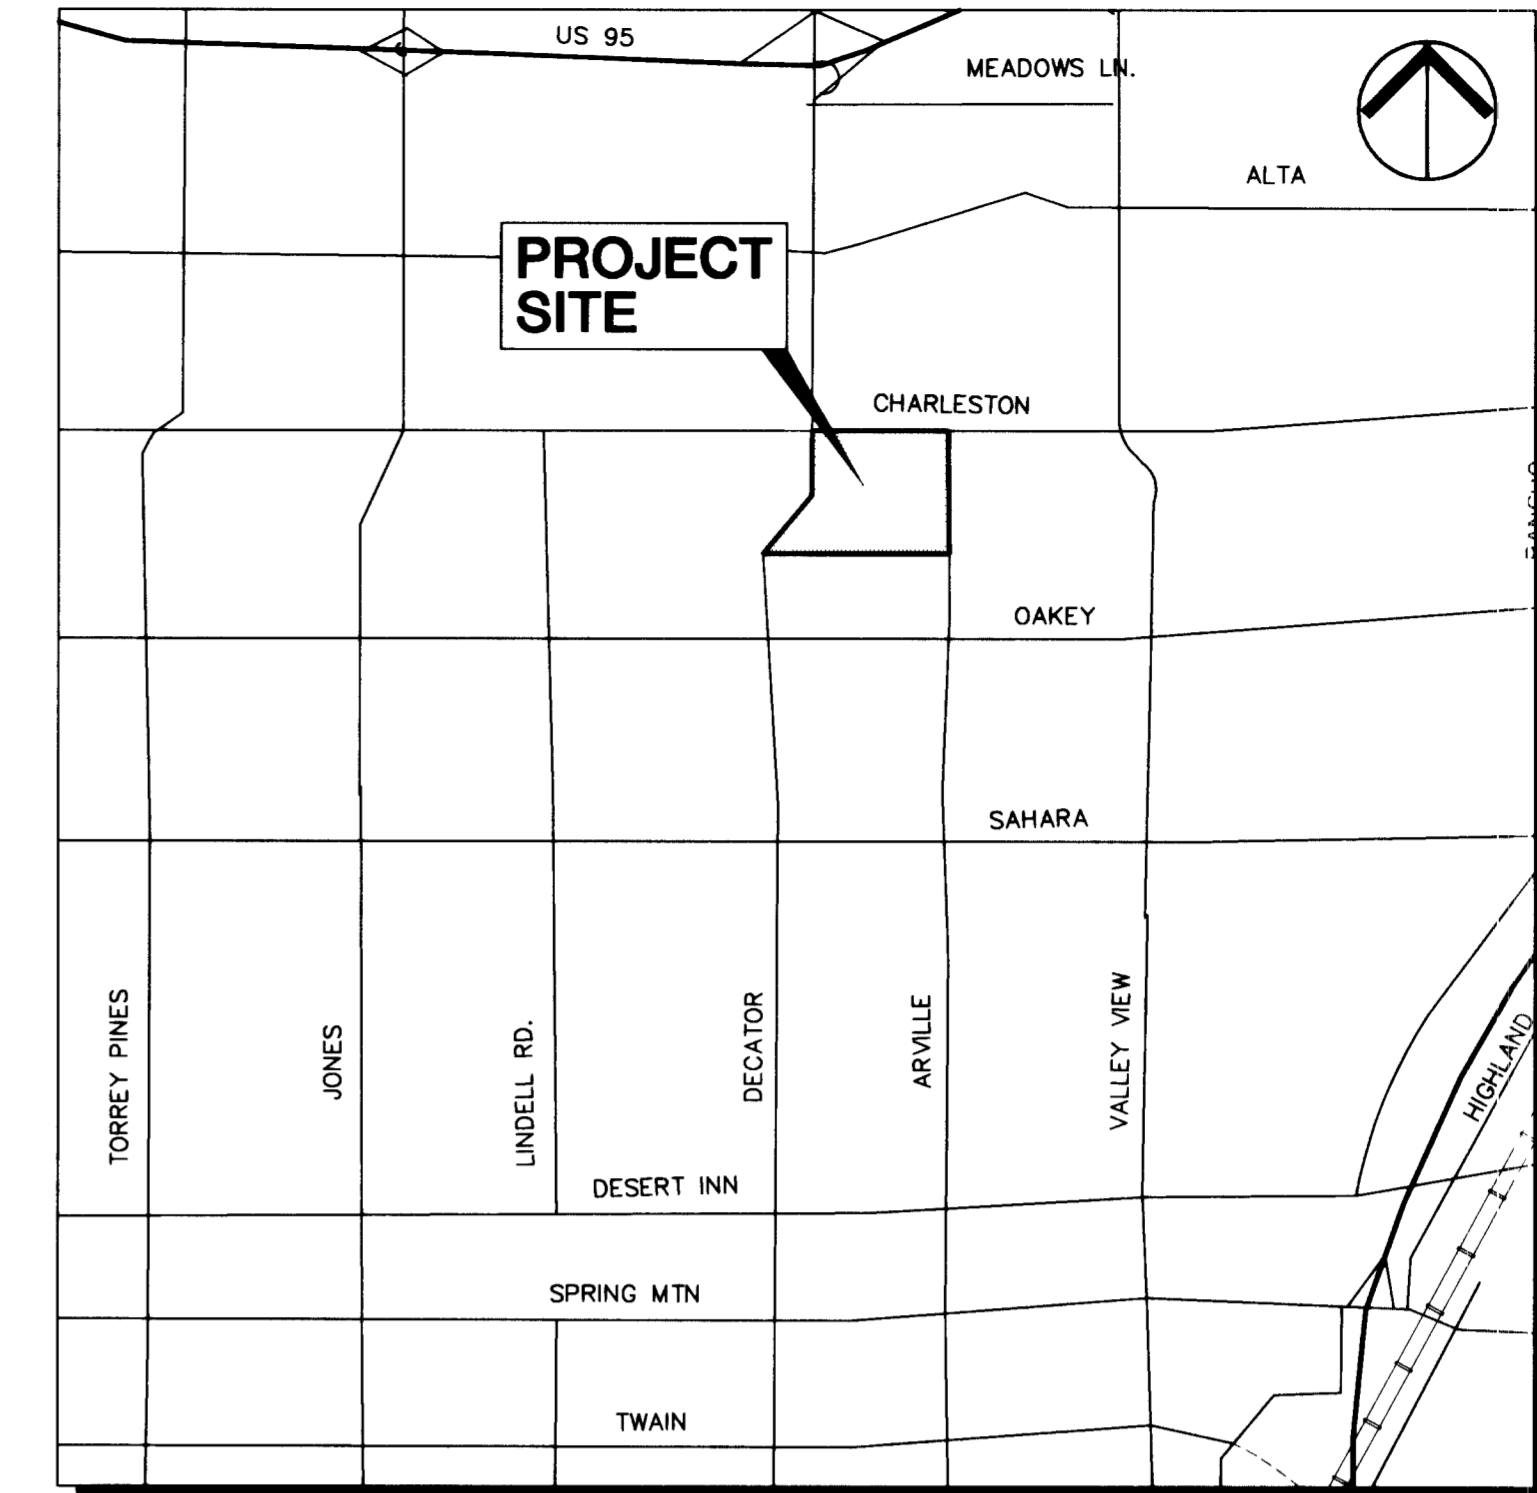 US 95
MEADOWS LN.
ALTA
PROJECT
SITE
CHARLESTON
OAKEY
SAHARA
TORREY PINES
JONES
LINDELL RD.
DECATOR
ARVILLE
VALLEY VIEW
HIGHLAND
DESERT INN
SPRING MTN
TWAIN